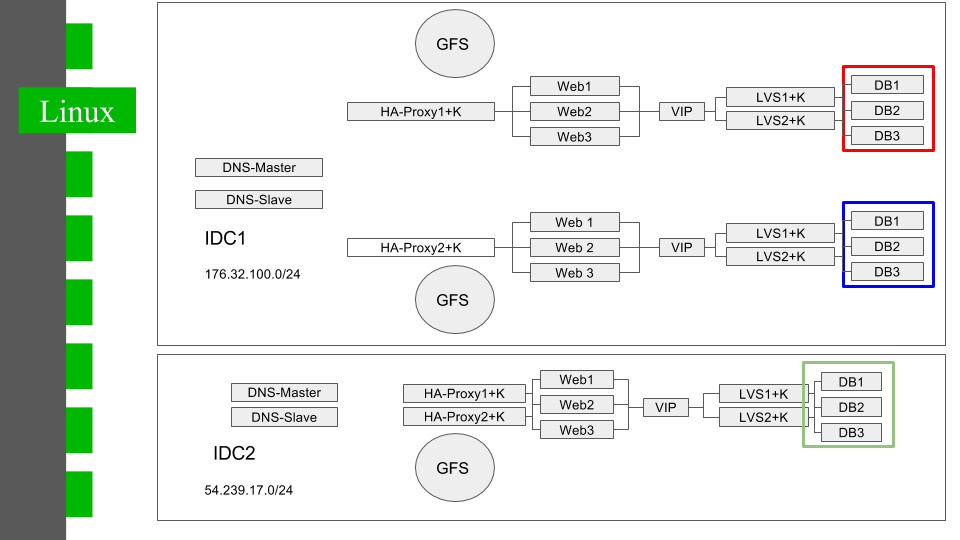 Linux
GFS
HA-Proxy1+K
Web1
Web2
Web3
VIP
LVS1+K
LVS2+K
DB1
DB2
DB3
DNS-Master
DNS-Slave
IDC1
176.32.100.0/24
HA-Proxy2+K
Web 1
Web 2
Web 3
VIP
LVS1+K
LVS2+K
DB1
DB2
DB3
GFS
DNS-Master
DNS-Slave
IDC2
54.239.17.0/24
HA-Proxy1+K
HA-Proxy2+K
Web1
Web2
Web3
VIP
LVS1+K
LVS2+K
DB1
DB2
DB3
GFS